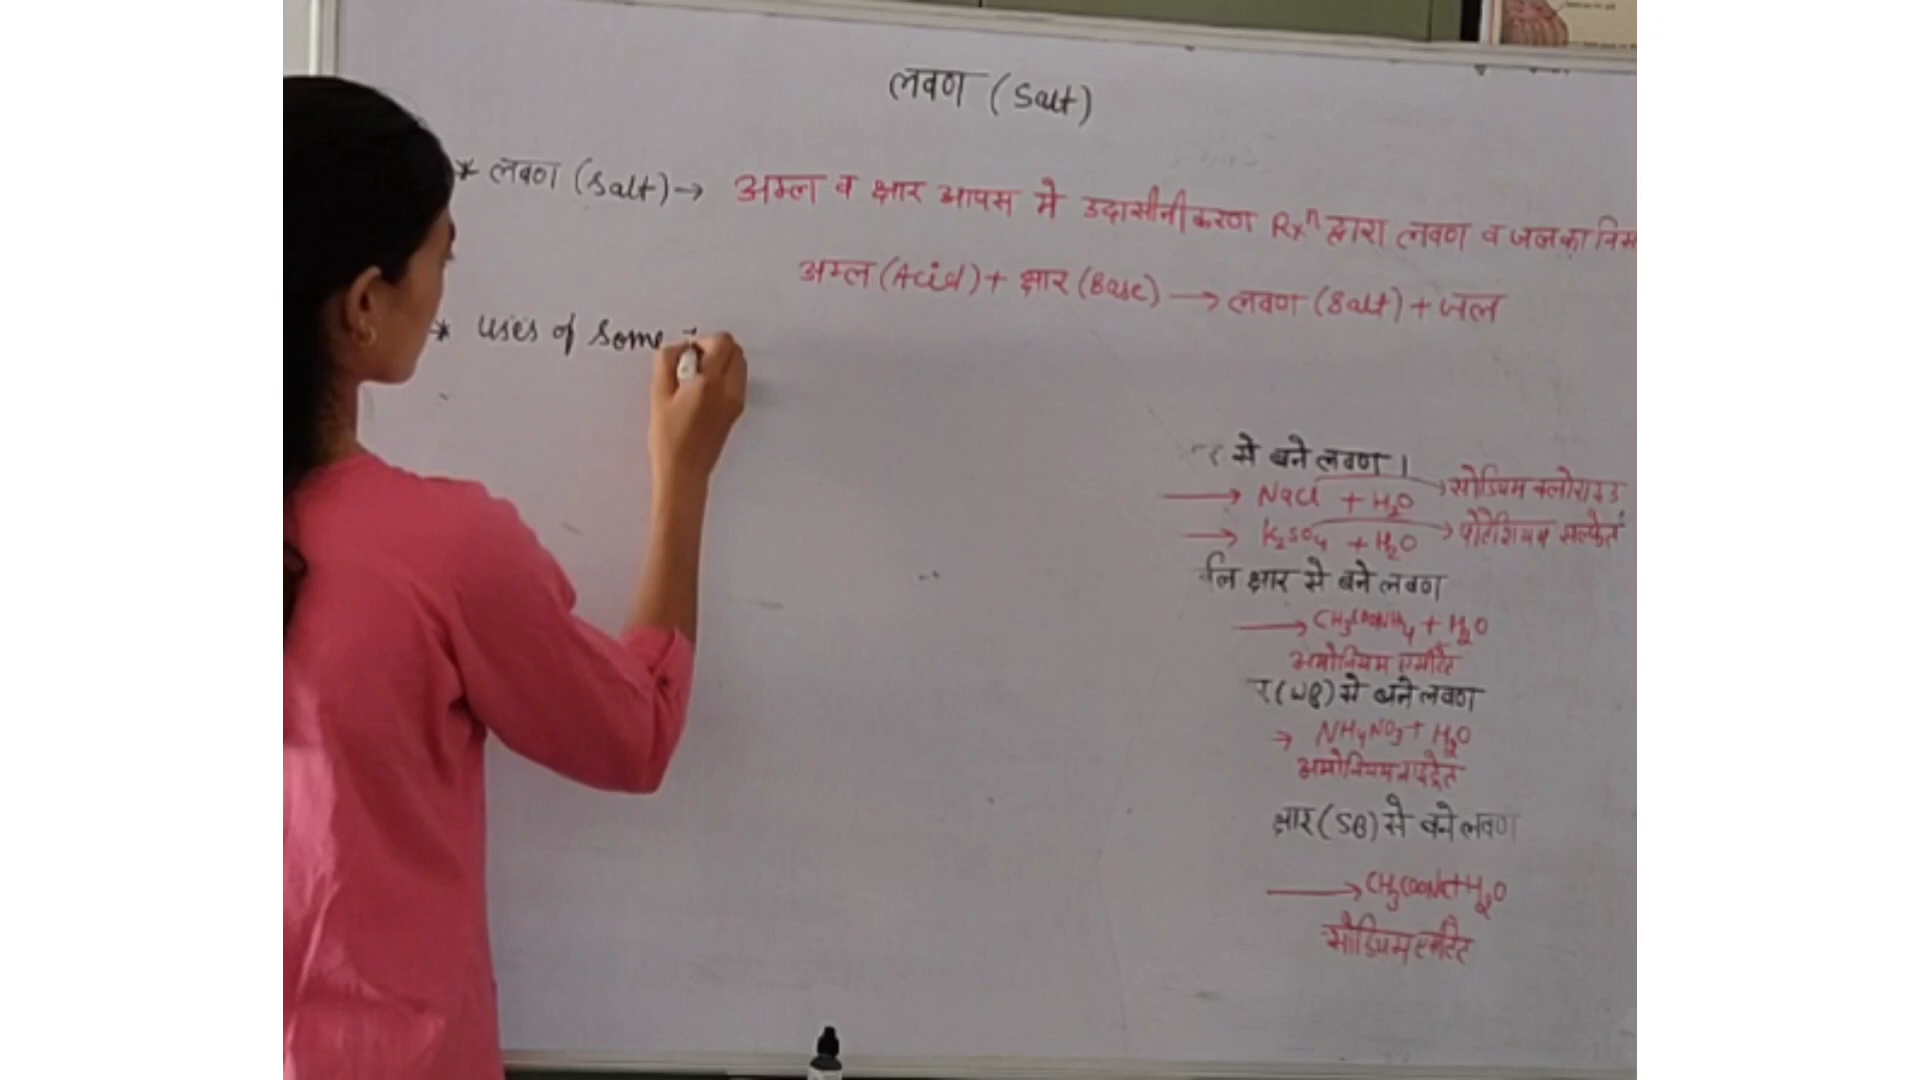 लवण (Salt)
* लवण (Salt) → अम्ल व क्षार आपस मे उदासीनीकरण Rxⁿ द्वारा लवण व जल का निम
अम्ल (Acid) + क्षार (Base) → लवण (Salt) + जल
* uses of some
से बने लवण ।
→ NaCl + H₂O → सोडियम क्लोराइड
→ K₂SO₄ + H₂O → पोटेशियम सल्फेट
क्षार से बने लवण
→ CH₃COONH₄ + H₂O
अमोनियम एसीटेट
र (WB) से बने लवण
→ NH₄NO₃ + H₂O
अमोनियम नाइट्रेट
क्षार (SB) से बने लवण
→ CH₃COONa + H₂O
सोडियम एसीटेट